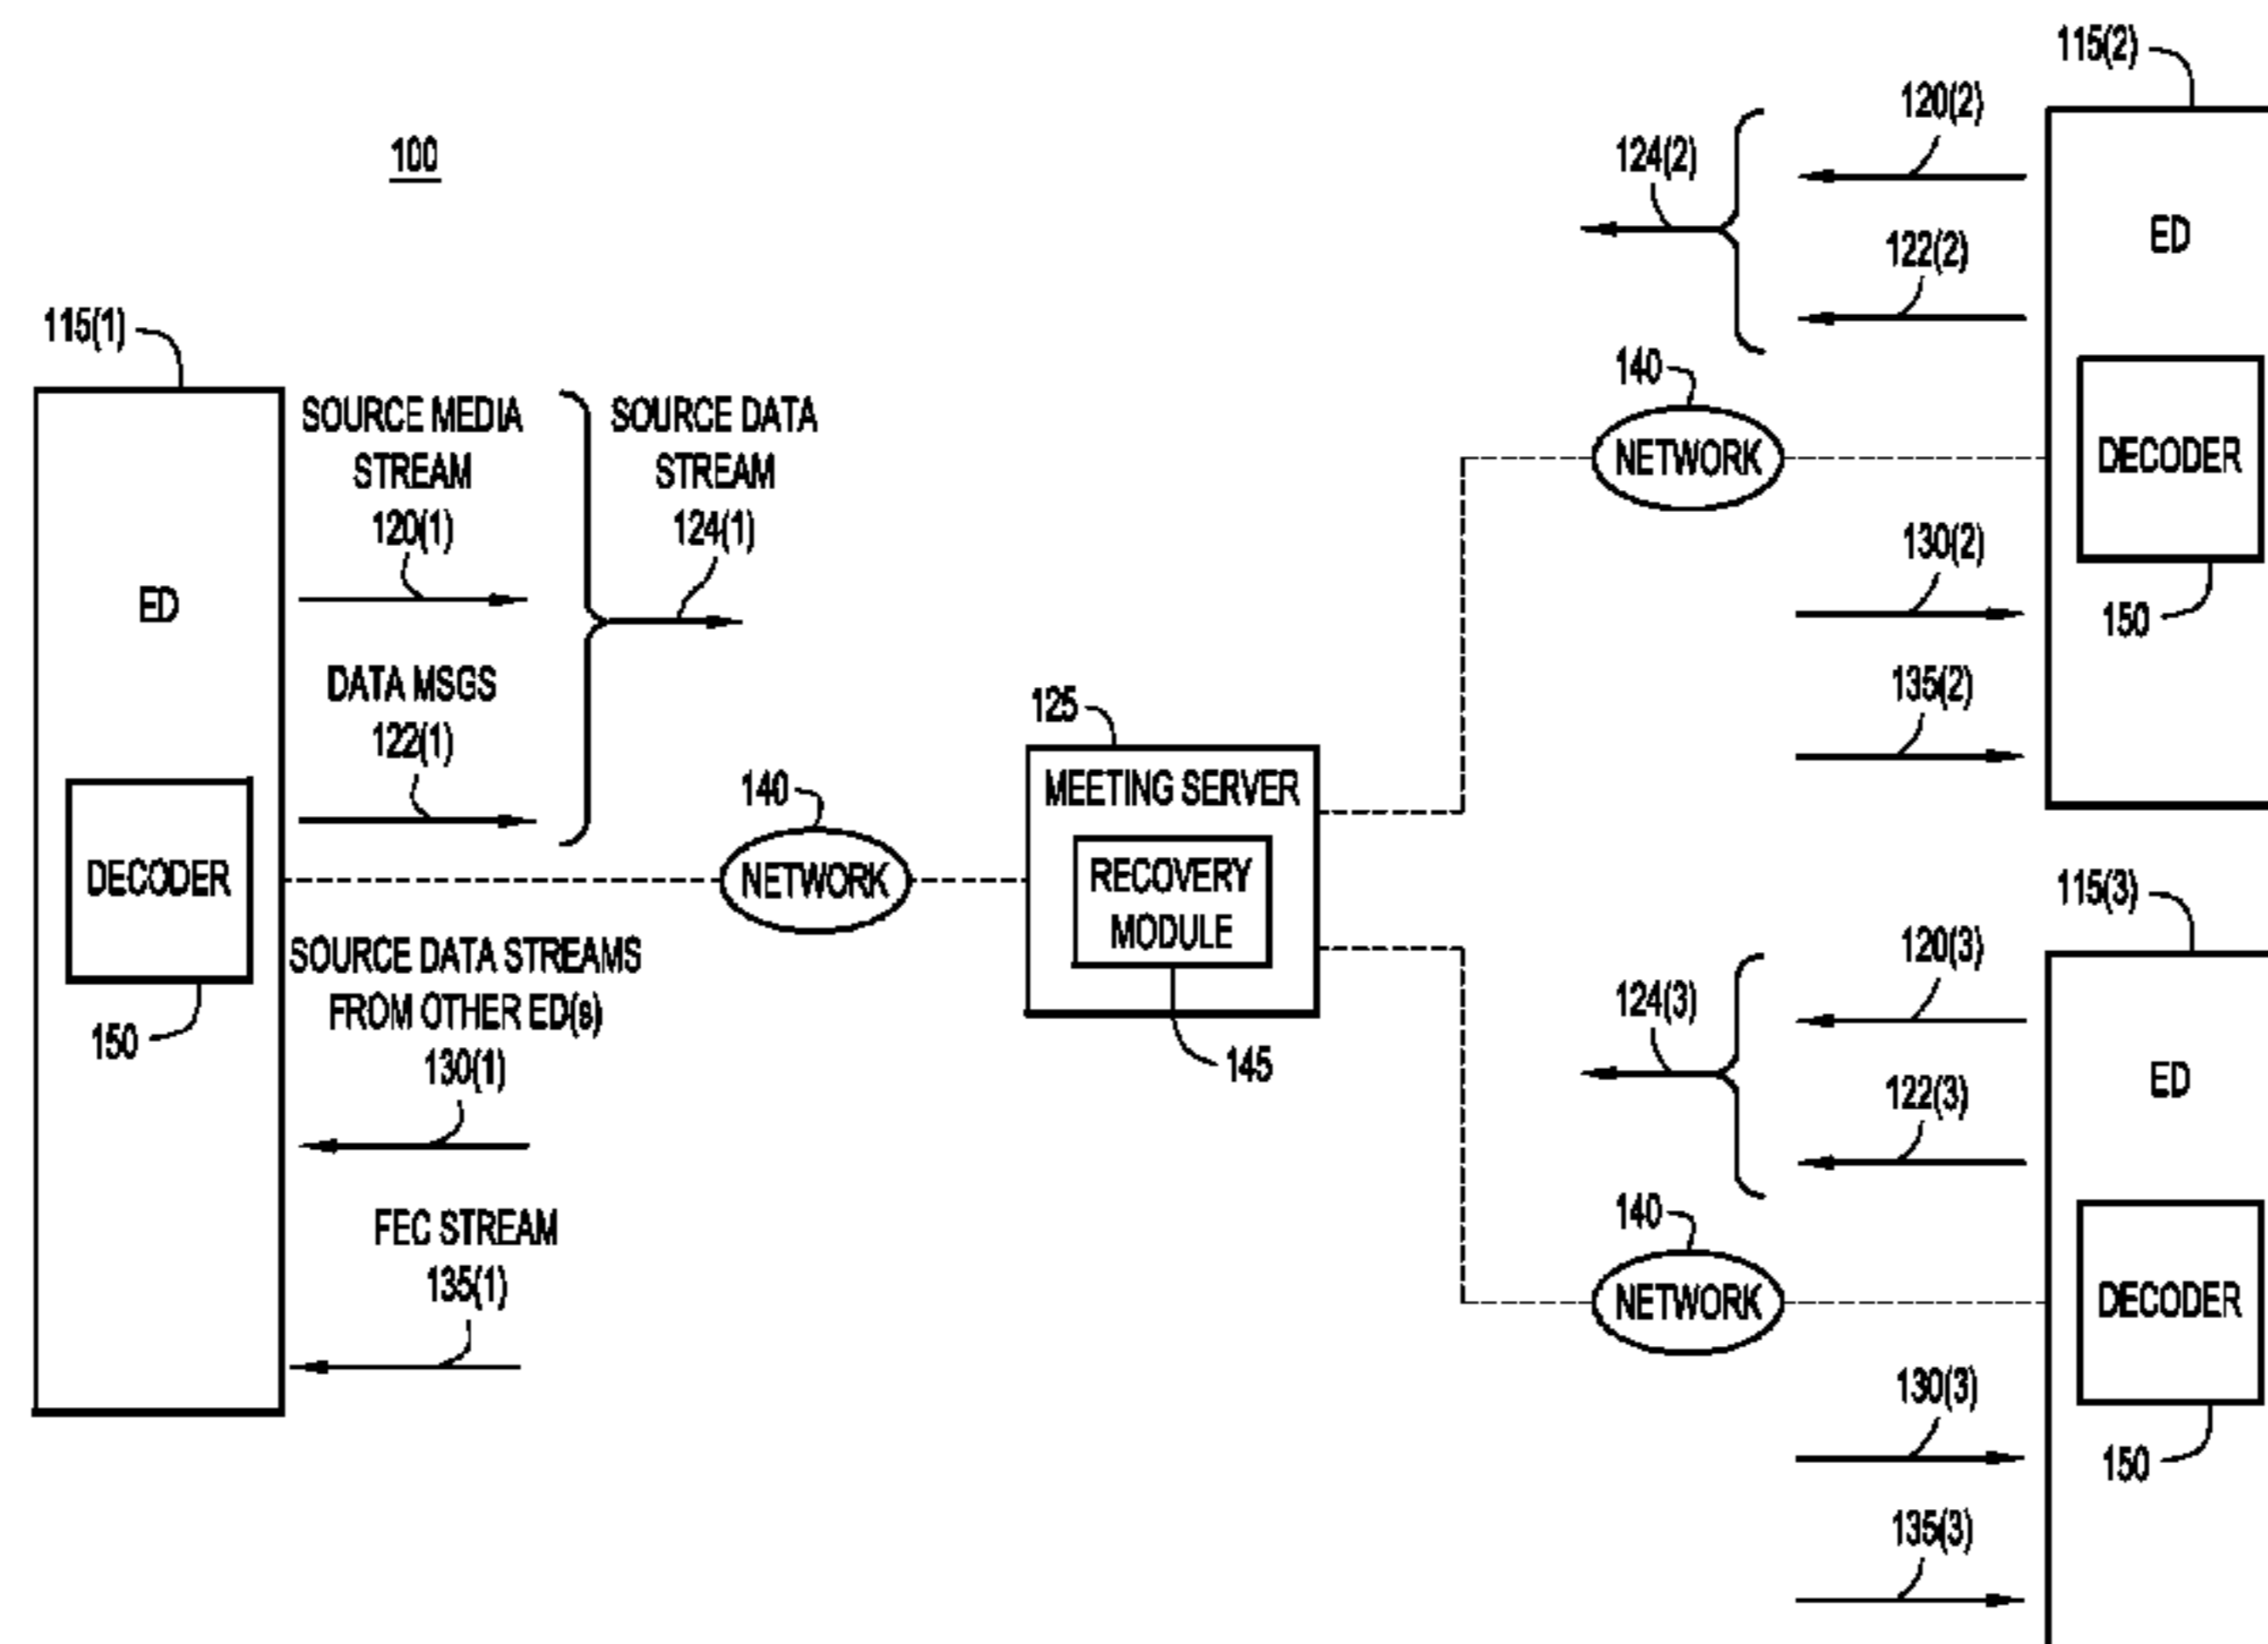 100
115(1)
ED
DECODER
150
SOURCE MEDIA
STREAM
120(1)
SOURCE DATA
STREAM
124(1)
DATA MSGS
122(1)
SOURCE DATA STREAMS
FROM OTHER ED(s)
130(1)
FEC STREAM
135(1)
140
NETWORK
125
MEETING SERVER
RECOVERY
MODULE
145
115(2)
120(2)
124(2)
122(2)
ED
140
NETWORK
DECODER
130(2)
150
135(2)
115(3)
120(3)
124(3)
122(3)
ED
140
NETWORK
DECODER
130(3)
150
135(3)